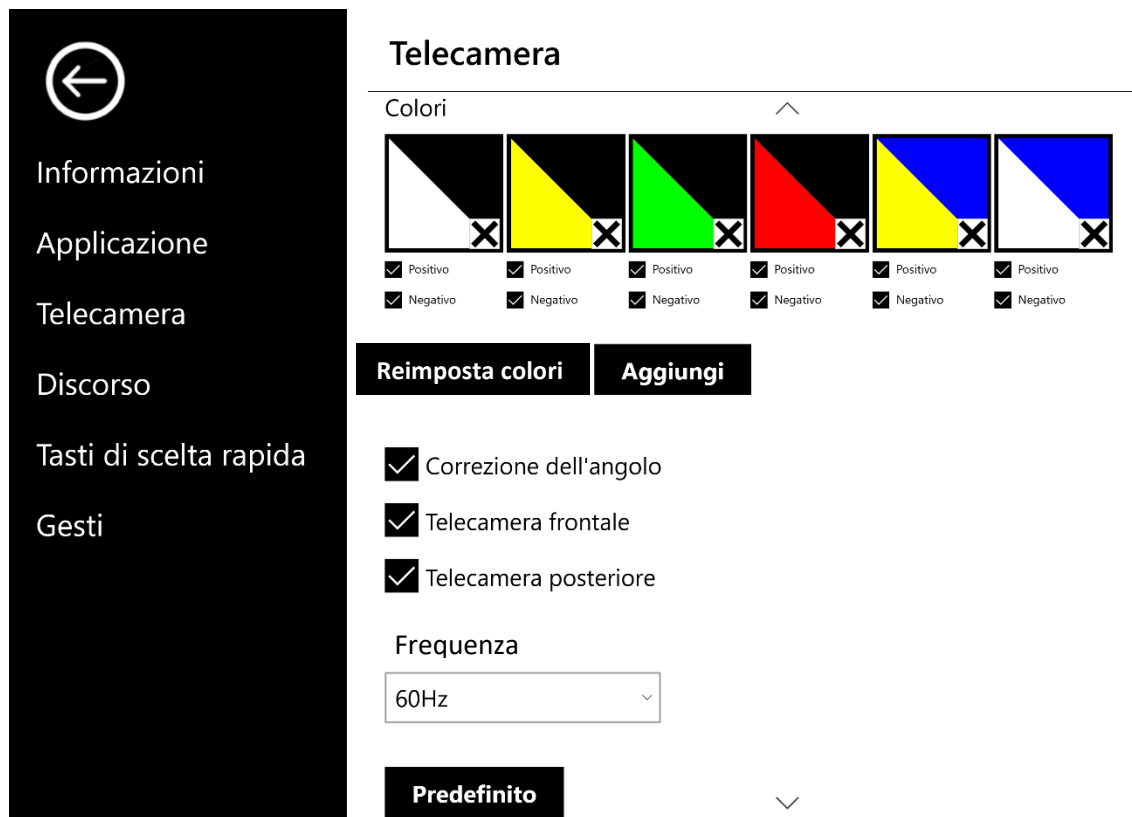 Informazioni
Applicazione
Telecamera
Discorso
Tasti di scelta rapida
Gesti
Telecamera
Colori
Positivo Positivo Positivo Positivo Positivo Positivo
Negativo Negativo Negativo Negativo Negativo Negativo
Reimposta colori Aggiungi
Correzione dell'angolo
Telecamera frontale
Telecamera posteriore
Frequenza
60Hz
Predefinito